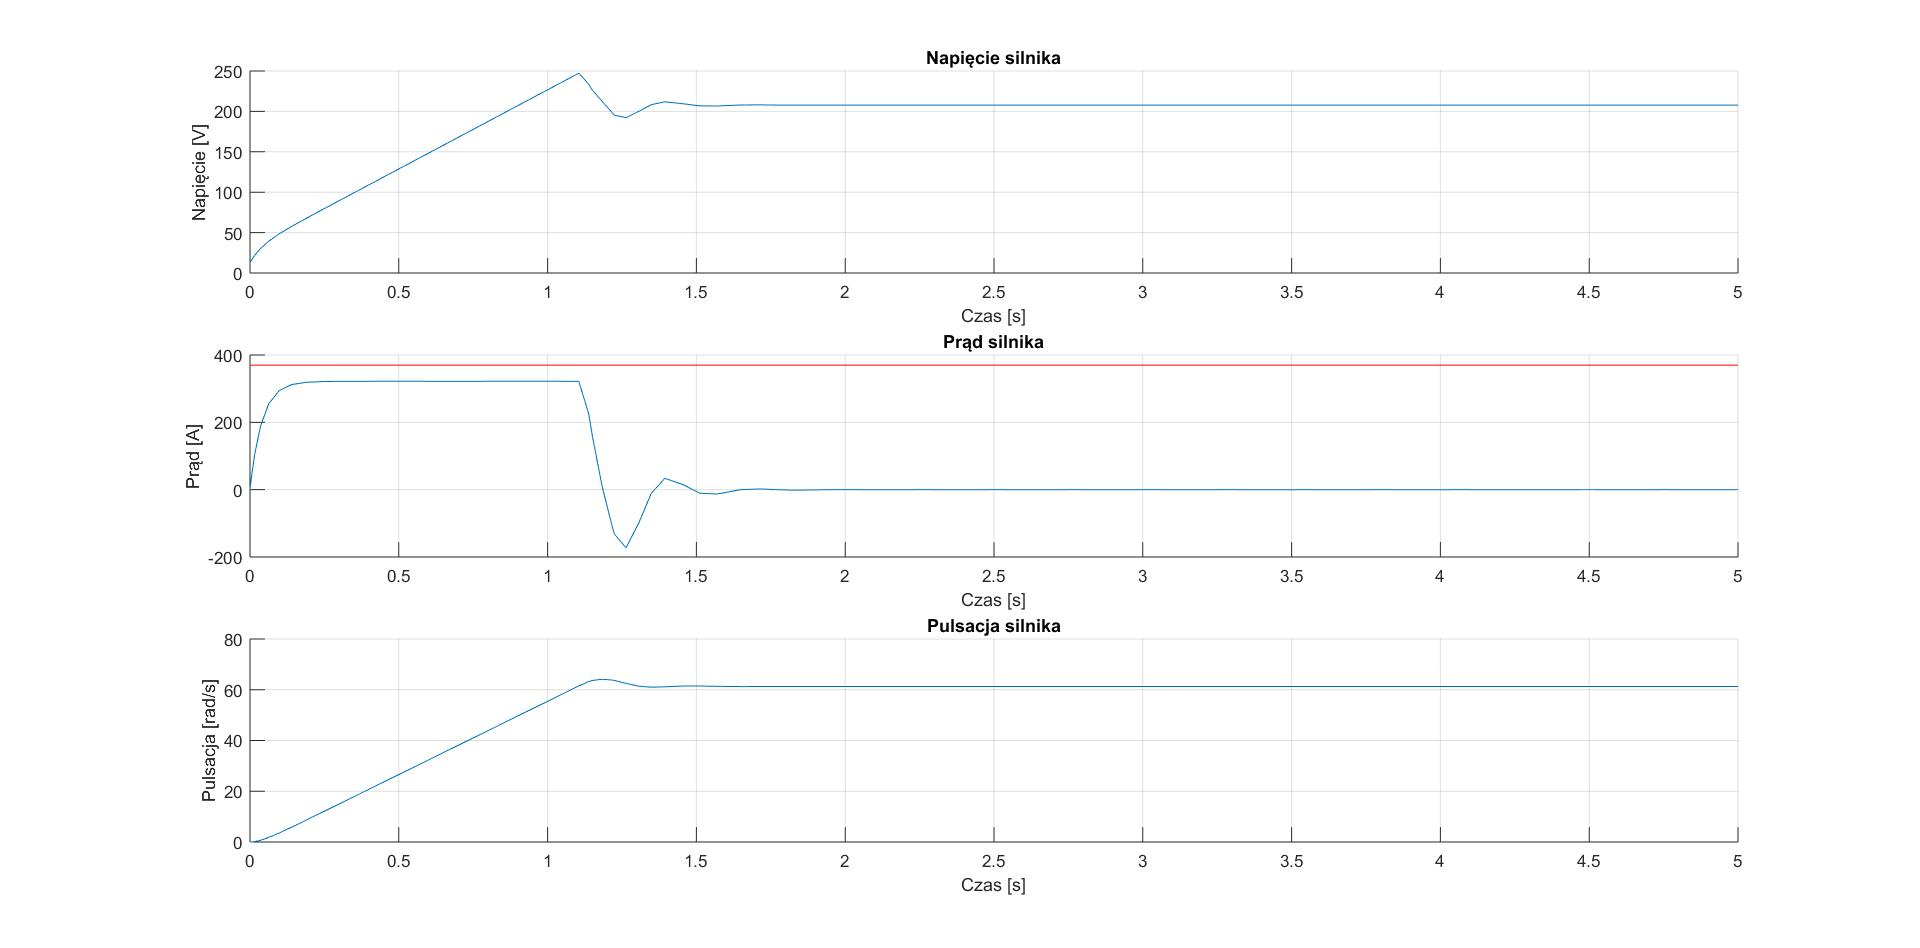 Napięcie silnika
250
200
150
100
50
0
Napięcie [V]
0 0.5 1 1.5 2 2.5 3 3.5 4 4.5 5
Czas [s]
Prąd silnika
400
200
0
-200
Prąd [A]
0 0.5 1 1.5 2 2.5 3 3.5 4 4.5 5
Czas [s]
Pulsacja silnika
80
60
40
20
0
Pulsacja [rad/s]
0 0.5 1 1.5 2 2.5 3 3.5 4 4.5 5
Czas [s]